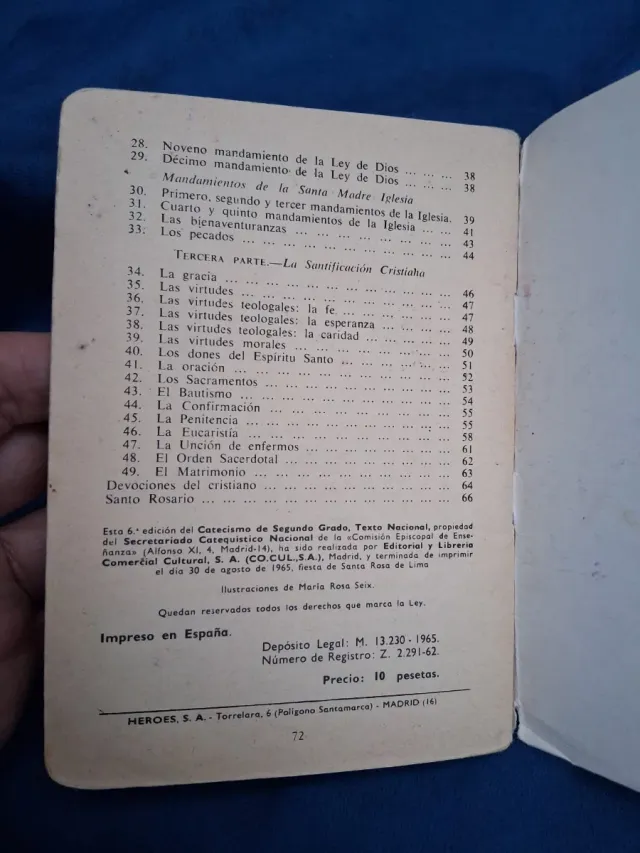 28. Noveno mandamiento de la Ley de Dios ... ... ... 38
29. Décimo mandamiento de la Ley de Dios ... ... ... 38
Mandamientos de la Santa Madre Iglesia
30. Primero, segundo y tercer mandamientos de la Iglesia. 39
31. Cuarto y quinto mandamientos de la Iglesia ... ... 41
32. Las bienaventuranzas ... ... ... ... ... ... ... ... 43
33. Los pecados ... ... ... ... ... ... ... ... ... ... 44
TERCERA PARTE.—La Santificación Cristiana
34. La gracia ... ... ... ... ... ... ... ... ... ... 46
35. Las virtudes ... ... ... ... ... ... ... ... ... 47
36. Las virtudes teologales: la fe. ... ... ... ... ... 47
37. Las virtudes teologales: la esperanza ... ... ... 48
38. Las virtudes teologales: la caridad ... ... ... ... 49
39. Las virtudes morales ... ... ... ... ... ... ... 50
40. Los dones del Espíritu Santo ... ... ... ... ... 51
41. La oración ... ... ... ... ... ... ... ... ... 52
42. Los Sacramentos ... ... ... ... ... ... ... ... 53
43. El Bautismo ... ... ... ... ... ... ... ... ... 54
44. La Confirmación ... ... ... ... ... ... ... ... 55
45. La Penitencia ... ... ... ... ... ... ... ... ... 55
46. La Eucaristía ... ... ... ... ... ... ... ... ... 58
47. La Unción de enfermos ... ... ... ... ... ... ... 61
48. El Orden Sacerdotal ... ... ... ... ... ... ... 62
49. El Matrimonio ... ... ... ... ... ... ... ... ... 63
Devociones del cristiano ... ... ... ... ... ... ... ... 64
Santo Rosario ... ... ... ... ... ... ... ... ... ... 66
Esta 6.ª edición del Catecismo de Segundo Grado, Texto Nacional, propiedad
del Secretariado Catequístico Nacional de la «Comisión Episcopal de Ense-
ñanza» (Alfonso XI, 4, Madrid-14), ha sido realizada por Editorial y Librería
Comercial Cultural, S. A. (CO.CUL,S.A.), Madrid, y terminada de imprimir
el día 30 de agosto de 1965, fiesta de Santa Rosa de Lima
Ilustraciones de María Rosa Seix.
Quedan reservados todos los derechos que marca la Ley.
Impreso en España.
Depósito Legal: M. 13.230 - 1965.
Número de Registro: Z. 2.291-62.
Precio: 10 pesetas.
HEROES, S. A. - Torrelara, 6 (Polígono Santamarca) - MADRID (16)
72